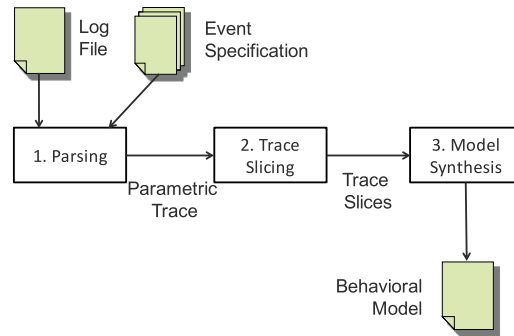 Log
File
Event
Specification
1. Parsing
2. Trace
Slicing
3. Model
Synthesis
Parametric
Trace
Trace
Slices
Behavioral
Model